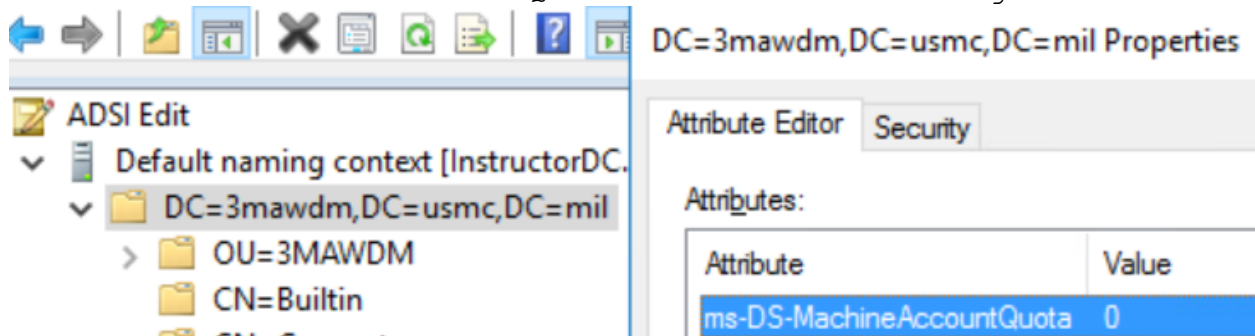 DC=3mawdm,DC=usmc,DC=mil Properties
ADSI Edit
Default naming context [InstructorDC.
DC=3mawdm,DC=usmc,DC=mil
OU=3MAWDM
CN=Builtin
Attribute Editor Security
Attributes:
Attribute Value
ms-DS-MachineAccountQuota 0